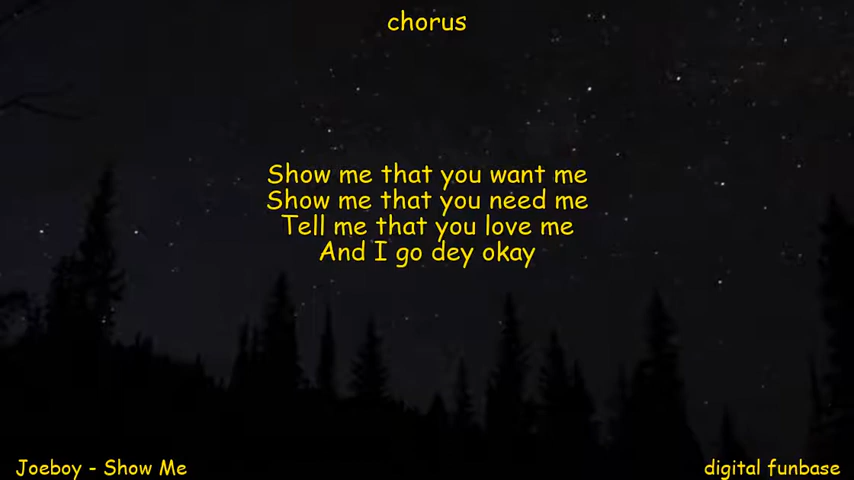 chorus
Show me that you want me
Show me that you need me
Tell me that you love me
And I go dey okay
Joeboy - Show Me
digital funbase